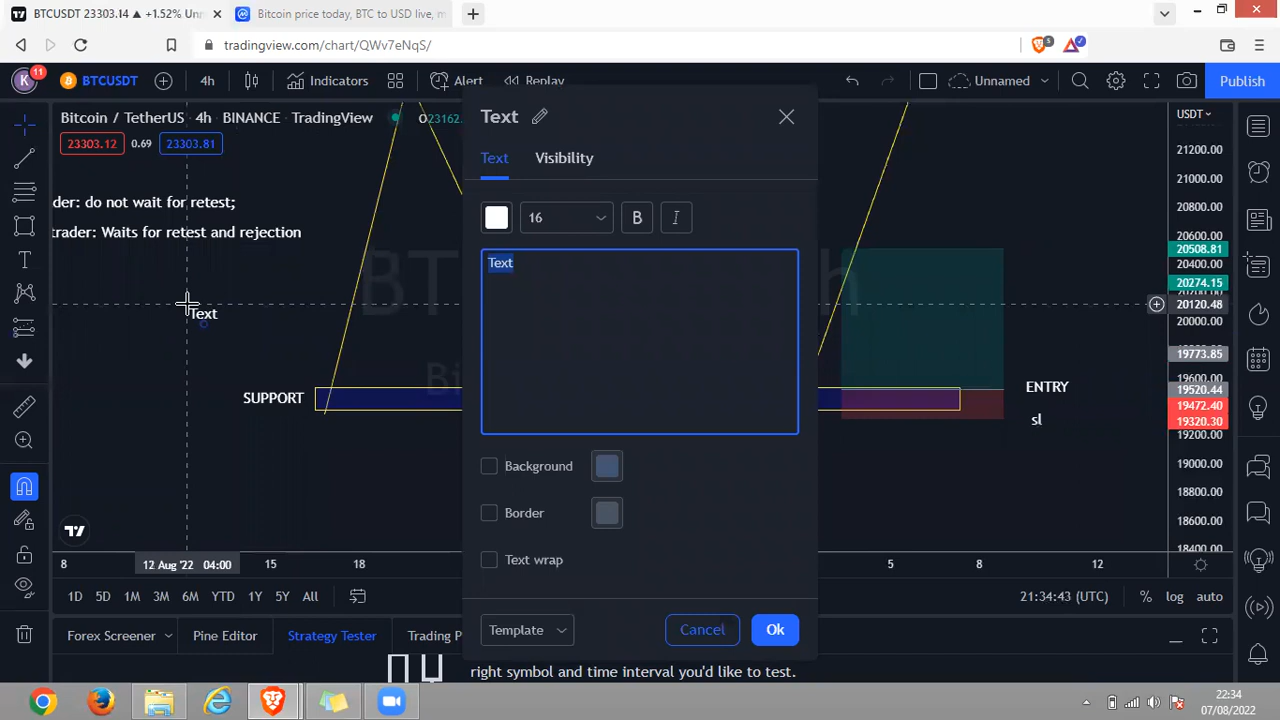 BTCUSDT 23303.14 ▲ +1.52% Un
Bitcoin price today, BTC to USD live, m
tradingview.com/chart/QWv7eNqS/
K 11
BTCUSDT
4h
Indicators
Alert
Replay
Unnamed
Publish
Bitcoin / TetherUS · 4h · BINANCE · TradingView
O23162.
USDT
23303.12
0.69
23303.81
der: do not wait for retest;
trader: Waits for retest and rejection
Text
SUPPORT
ENTRY
sl
21200.00
21000.00
20800.00
20600.00
20508.81
20400.00
20274.15
20200.00
20120.48
20000.00
19773.85
19600.00
19520.44
19472.40
19320.30
19200.00
19000.00
18800.00
18600.00
18400.00
Text
Text
Visibility
16
B
I
Text
Background
Border
Text wrap
Template
Cancel
Ok
8
12 Aug '22 04:00
15
18
5
8
12
1D
5D
1M
3M
6M
YTD
1Y
5Y
All
21:34:43 (UTC)
%
log
auto
Forex Screener
Pine Editor
Strategy Tester
Trading P
right symbol and time interval you'd like to test.
22:34
07/08/2022